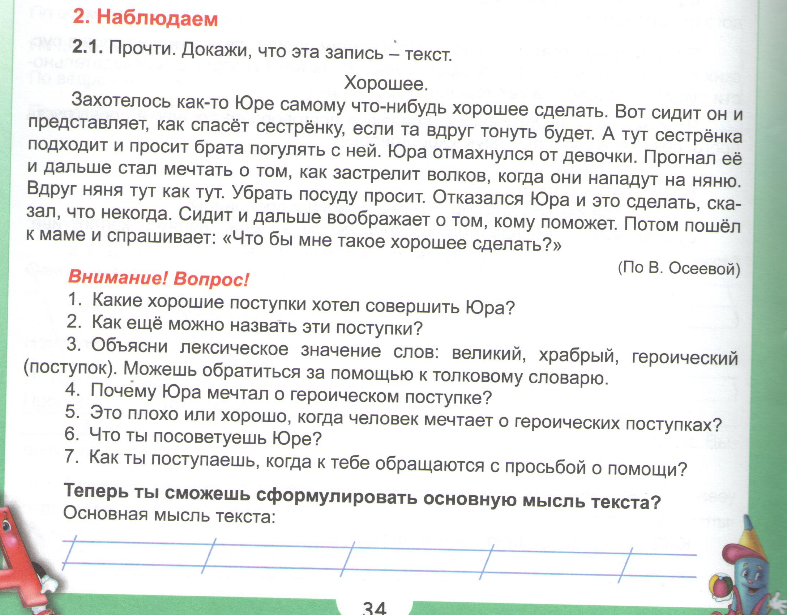 2. Наблюдаем
2.1. Прочти. Докажи, что эта запись – текст.
Хорошее.
Захотелось как-то Юре самому что-нибудь хорошее сделать. Вот сидит он и
представляет, как спасёт сестрёнку, если та вдруг тонуть будет. А тут сестрёнка
подходит и просит брата погулять с ней. Юра отмахнулся от девочки. Прогнал её
и дальше стал мечтать о том, как застрелит волков, когда они нападут на няню.
Вдруг няня тут как тут. Убрать посуду просит. Отказался Юра и это сделать, ска-
зал, что некогда. Сидит и дальше воображает о том, кому поможет. Потом пошёл
к маме и спрашивает: «Что бы мне такое хорошее сделать?»
(По В. Осеевой)
Внимание! Вопрос!
1. Какие хорошие поступки хотел совершить Юра?
2. Как ещё можно назвать эти поступки?
3. Объясни лексическое значение слов: великий, храбрый, героический
(поступок). Можешь обратиться за помощью к толковому словарю.
4. Почему Юра мечтал о героическом поступке?
5. Это плохо или хорошо, когда человек мечтает о героических поступках?
6. Что ты посоветуешь Юре?
7. Как ты поступаешь, когда к тебе обращаются с просьбой о помощи?
Теперь ты сможешь сформулировать основную мысль текста?
Основная мысль текста:
34